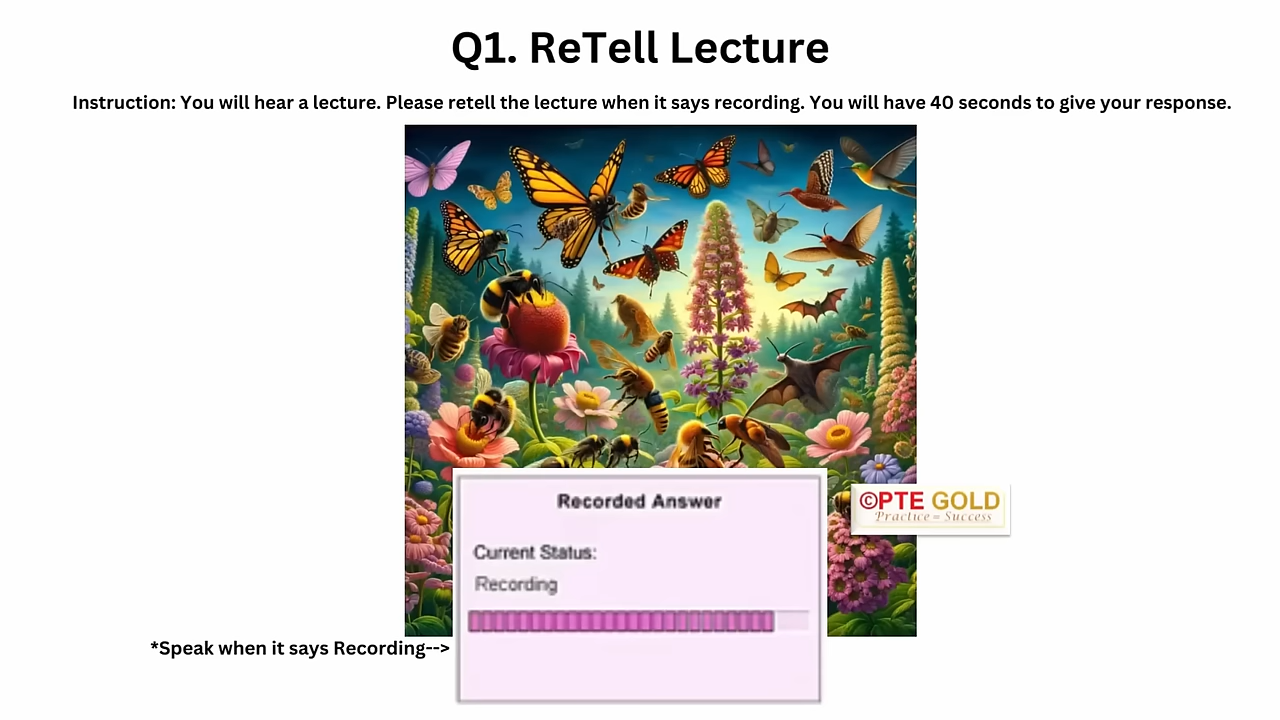 Q1. ReTell Lecture
Instruction: You will hear a lecture. Please retell the lecture when it says recording. You will have 40 seconds to give your response.
Recorded Answer
©PTE GOLD
Practice = Success
Current Status:
Recording
*Speak when it says Recording-->